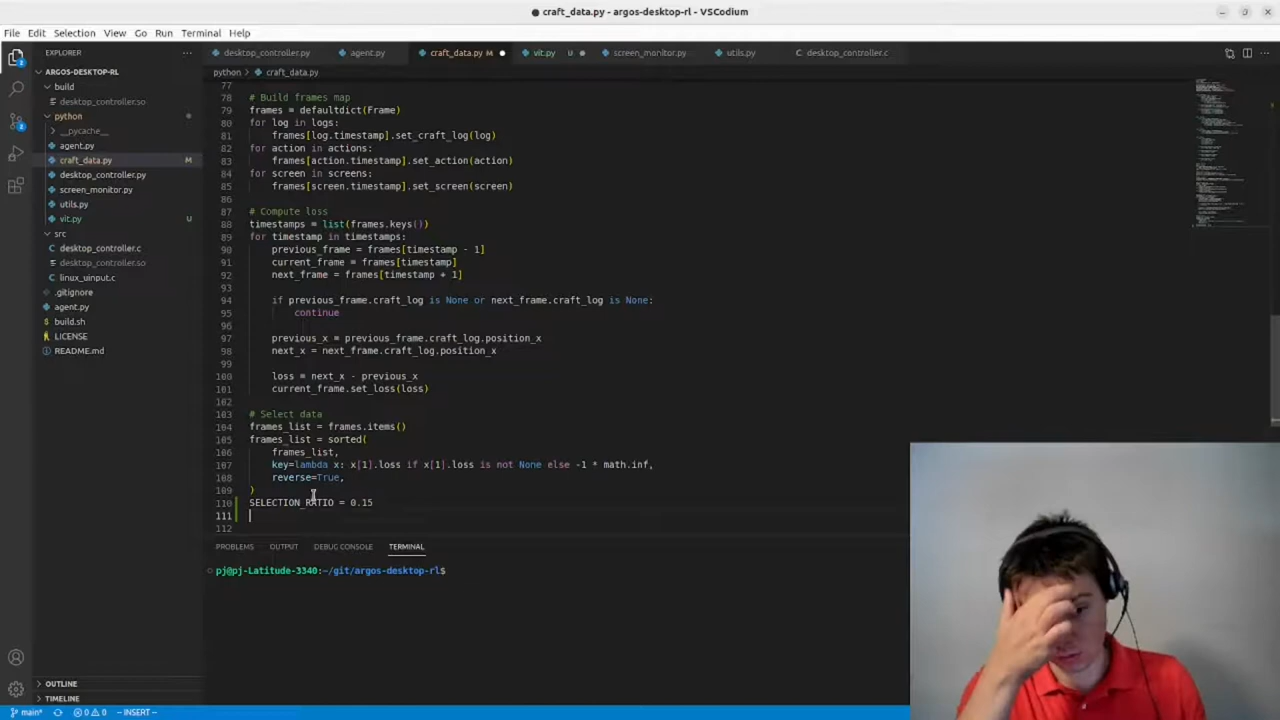 craft_data.py - argos-desktop-rl - VSCodium
File Edit Selection View Go Run Terminal Help
EXPLORER
desktop_controller.py agent.py craft_data.py M vit.py U screen_monitor.py utils.py desktop_controller.c
python > craft_data.py
ARGOS-DESKTOP-RL
build
desktop_controller.so
python
__pycache__
agent.py
craft_data.py M
desktop_controller.py
screen_monitor.py
utils.py
vit.py U
src
desktop_controller.c
desktop_controller.so
linux_uinput.c
.gitignore
agent.py
build.sh
LICENSE
README.md
OUTLINE
TIMELINE
77
78 # Build frames map
79 frames = defaultdict(Frame)
80 for log in logs:
81 frames[log.timestamp].set_craft_log(log)
82 for action in actions:
83 frames[action.timestamp].set_action(action)
84 for screen in screens:
85 frames[screen.timestamp].set_screen(screen)
86
87 # Compute loss
88 timestamps = list(frames.keys())
89 for timestamp in timestamps:
90 previous_frame = frames[timestamp - 1]
91 current_frame = frames[timestamp]
92 next_frame = frames[timestamp + 1]
93
94 if previous_frame.craft_log is None or next_frame.craft_log is None:
95 continue
96
97 previous_x = previous_frame.craft_log.position_x
98 next_x = next_frame.craft_log.position_x
99
100 loss = next_x - previous_x
101 current_frame.set_loss(loss)
102
103 # Select data
104 frames_list = frames.items()
105 frames_list = sorted(
106 frames_list,
107 key=lambda x: x[1].loss if x[1].loss is not None else -1 * math.inf,
108 reverse=True,
109 )
110 SELECTION_RATIO = 0.15
111
112
PROBLEMS OUTPUT DEBUG CONSOLE TERMINAL
pj@pj-Latitude-3340:~/git/argos-desktop-rl$
main* 0 0 -- INSERT --